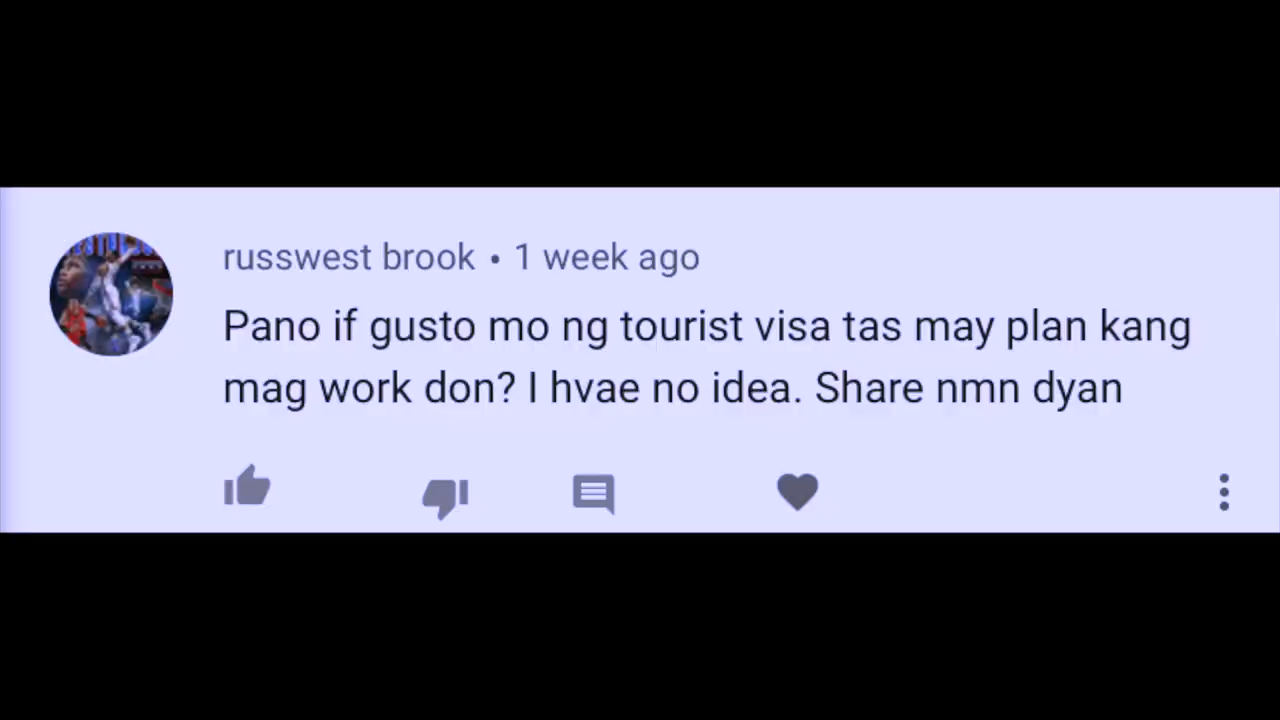 russwest brook • 1 week ago
Pano if gusto mo ng tourist visa tas may plan kang
mag work don? I hvae no idea. Share nmn dyan